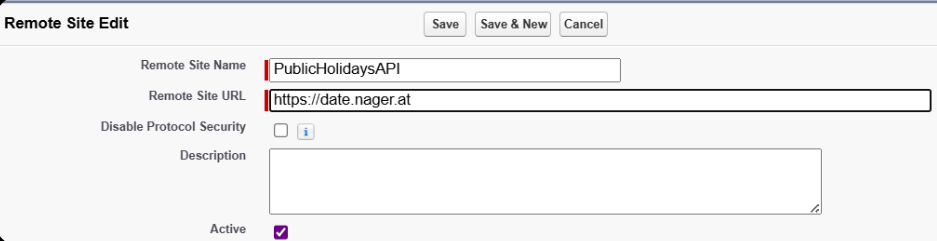 Remote Site Edit Save Save & New Cancel
Remote Site Name PublicHolidaysAPI
Remote Site URL https://date.nager.at
Disable Protocol Security i
Description
Active